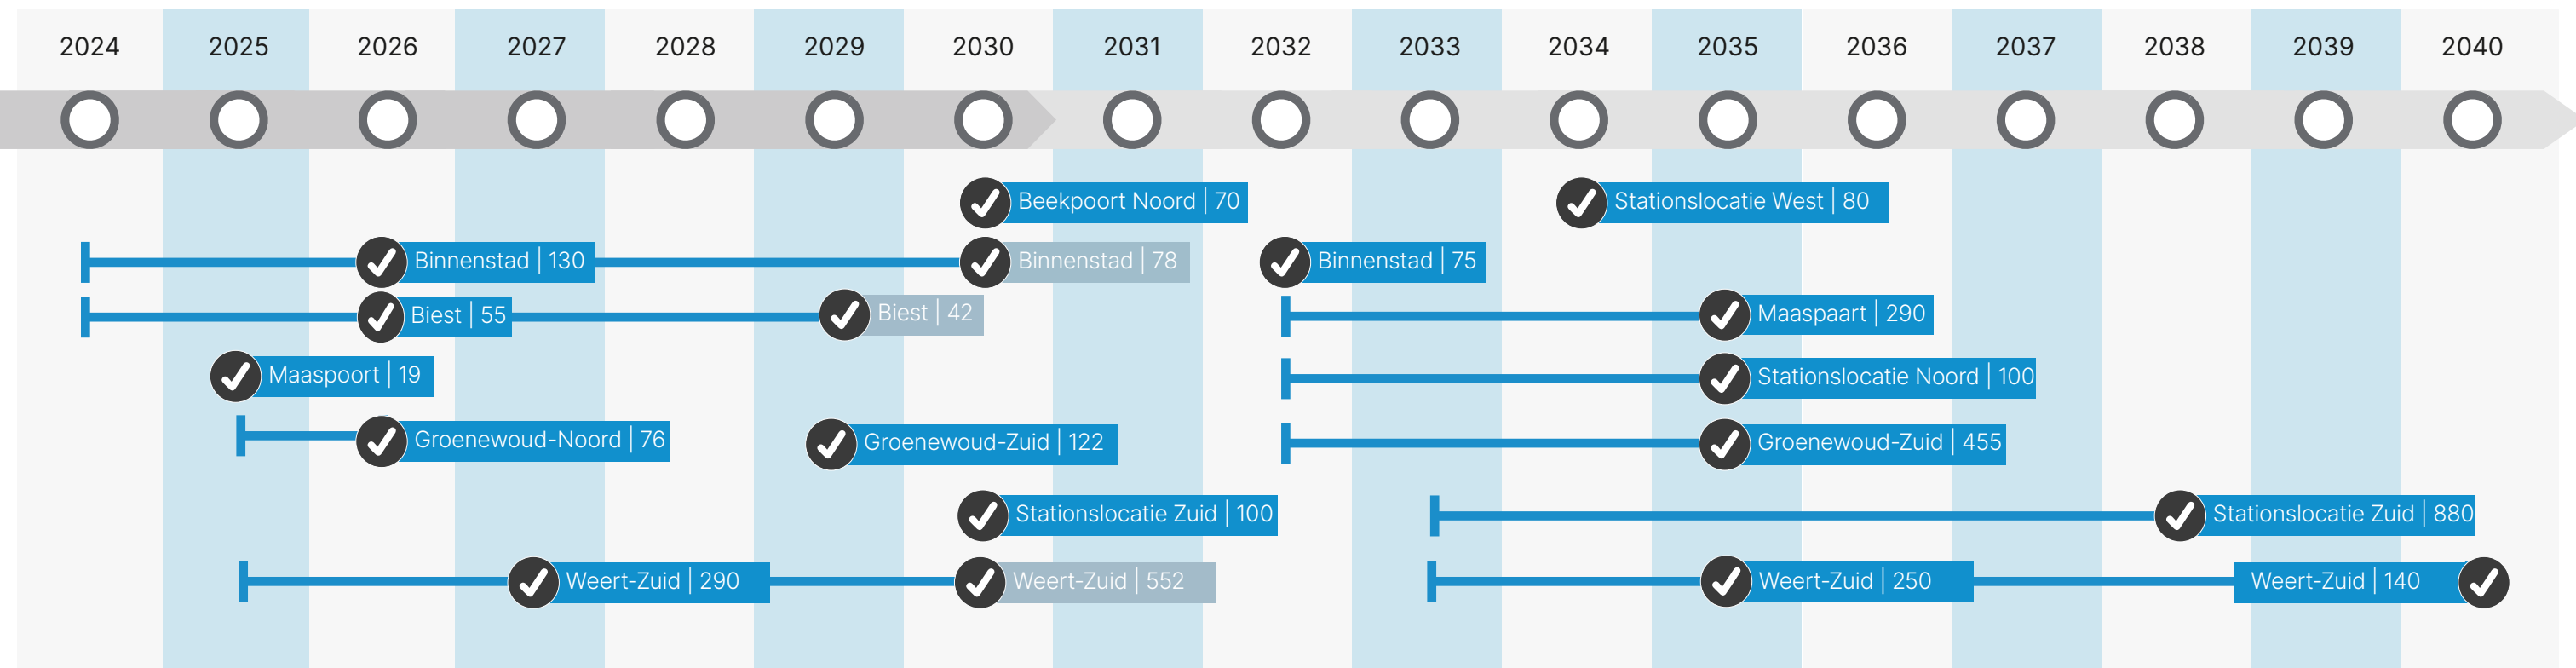 2024 2025 2026 2027 2028 2029 2030 2031 2032 2033 2034 2035 2036 2037 2038 2039 2040
Beekpoort Noord | 70 Stationslocatie West | 80
Binnenstad | 130 Binnenstad | 78 Binnenstad | 75
Biest | 55 Biest | 42 Maaspaart | 290
Maaspoort | 19 Stationslocatie Noord | 100
Groenewoud-Noord | 76 Groenewoud-Zuid | 122 Groenewoud-Zuid | 455
Stationslocatie Zuid | 100 Stationslocatie Zuid | 880
Weert-Zuid | 290 Weert-Zuid | 552 Weert-Zuid | 250 Weert-Zuid | 140